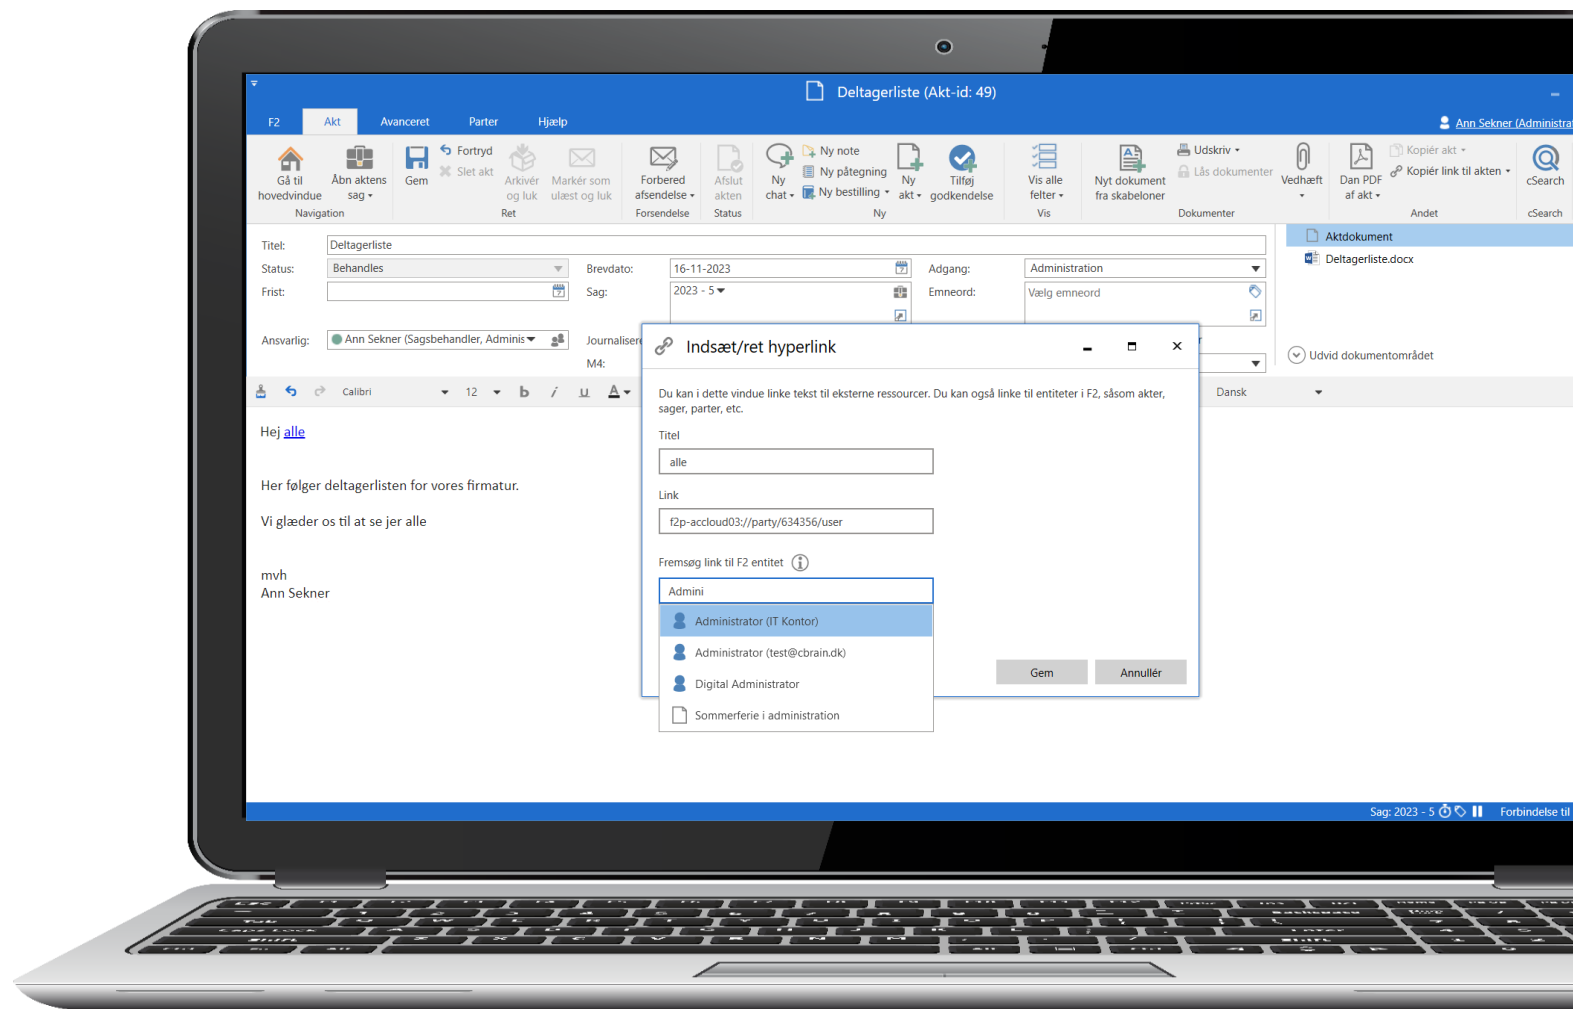 Deltagerliste (Akt-id: 49)
F2 Akt Avanceret Parter Hjælp
Ann Sekner (Administra
Gå til hovedvindue
Åbn aktens sag
Navigation
Gem
Fortryd
Slet akt
Arkivér og luk
Markér som ulæst og luk
Ret
Forbered afsendelse
Forsendelse
Afslut akten
Status
Ny chat
Ny note
Ny påtegning
Ny bestilling
Ny akt
Tilføj godkendelse
Ny
Vis alle felter
Vis
Nyt dokument fra skabeloner
Udskriv
Lås dokumenter
Dokumenter
Vedhæft
Dan PDF af akt
Kopiér akt
Kopiér link til akten
Andet
cSearch
cSearch
Titel: Deltagerliste
Status: Behandles
Brevdato: 16-11-2023
Adgang: Administration
Frist:
Sag: 2023 - 5
Emneord: Vælg emneord
Ansvarlig: Ann Sekner (Sagsbehandler, Adminis
Journalisere
M4:
Aktdokument
Deltagerliste.docx
Udvid dokumentområdet
Calibri 12 b i u A
Dansk
Hej alle
Her følger deltagerlisten for vores firmatur.
Vi glæder os til at se jer alle
mvh
Ann Sekner
Indsæt/ret hyperlink
Du kan i dette vindue linke tekst til eksterne ressourcer. Du kan også linke til entiteter i F2, såsom akter,
sager, parter, etc.
Titel
alle
Link
f2p-accloud03://party/634356/user
Fremsøg link til F2 entitet
Admini
Administrator (IT Kontor)
Administrator (test@cbrain.dk)
Digital Administrator
Sommerferie i administration
Gem Annullér
Sag: 2023 - 5
Forbindelse til